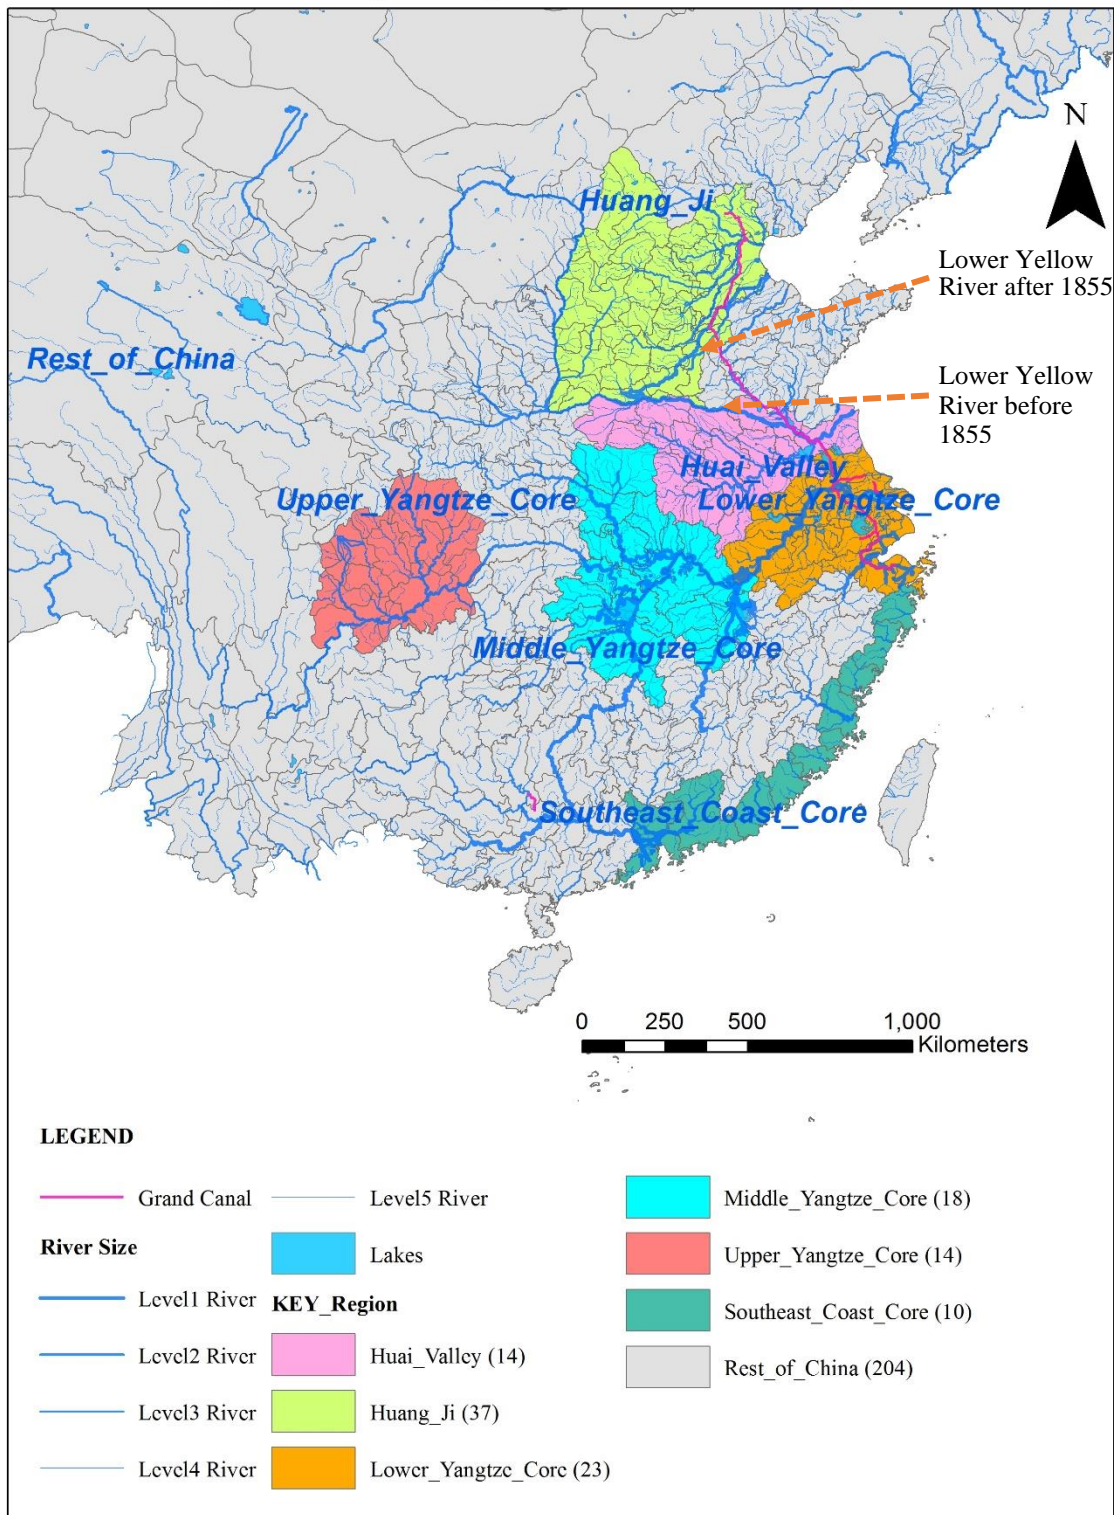 N
Huang_Ji
Lower Yellow
River after 1855
Rest_of_China
Lower Yellow
River before
1855
Huai_Valley
Upper_Yangtze_Core
Lower_Yangtze_Core
Middle_Yangtze_Core
Southeast_Coast_Core
0 250 500 1,000
Kilometers
LEGEND
Grand Canal
River Size
Level1 River
Level2 River
Level3 River
Level4 River
Level5 River
Lakes
KEY_Region
Huai_Valley (14)
Huang_Ji (37)
Lower_Yangtze_Core (23)
Middle_Yangtze_Core (18)
Upper_Yangtze_Core (14)
Southeast_Coast_Core (10)
Rest_of_China (204)